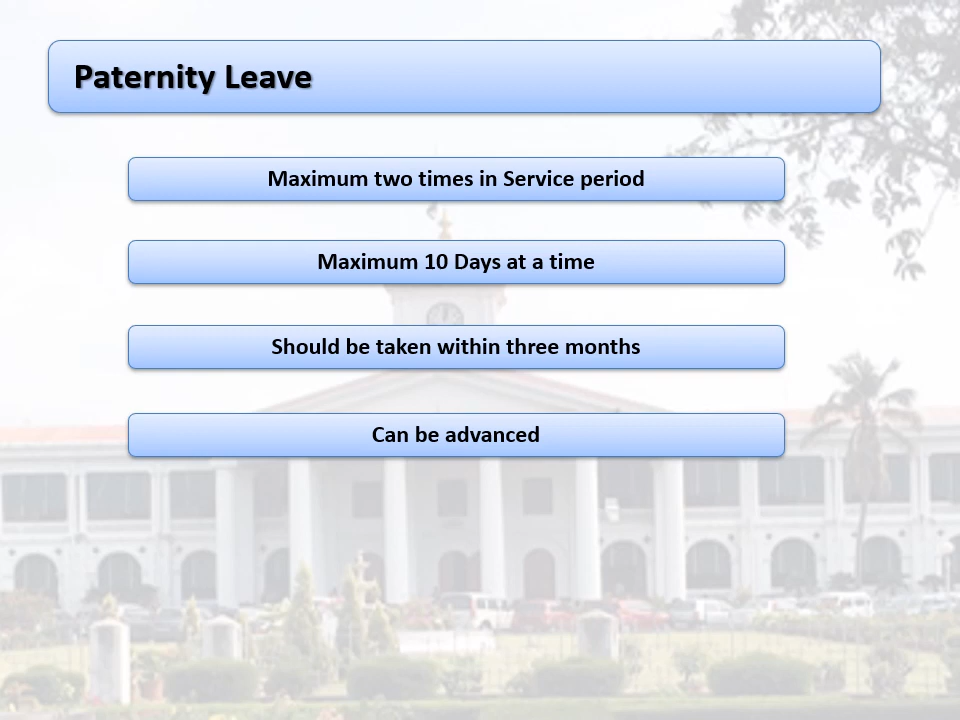 Paternity Leave
Maximum two times in Service period
Maximum 10 Days at a time
Should be taken within three months
Can be advanced